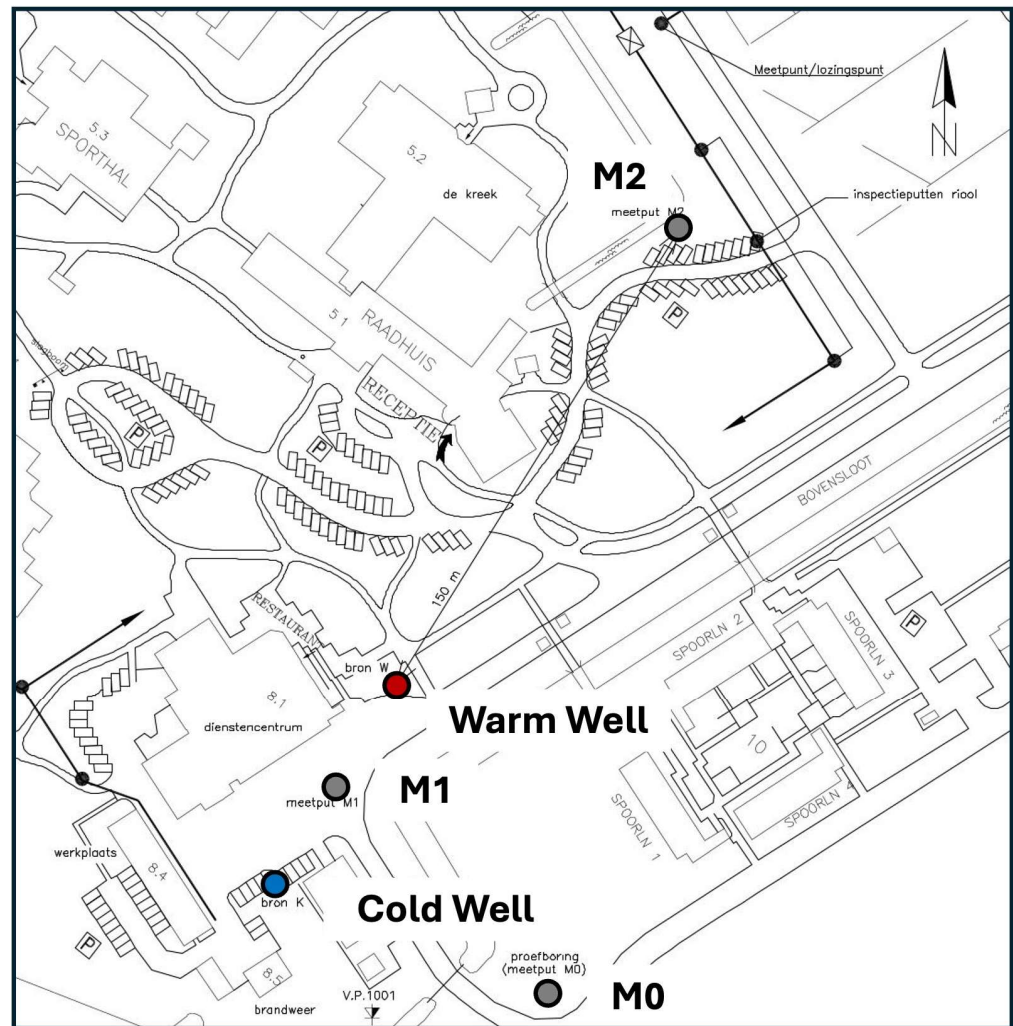 Meetpunt/lozingspunt
N
5.3
SPORTHAL
5.2
de kreek
M2
meetput M2
inspectieputten riool
P
5.1
RAADHUIS
slagboom
RECEPTIE
P
P
BOVENSLOOT
150 m
RESTAURANT
bron W
SPOORLN 2
SPOORLN 3
P
8.1
dienstencentrum
Warm Well
10
M1
meetput M1
SPOORLN 1
SPOORLN 4
werkplaats
8.4
bron K
Cold Well
P
8.5
brandweer
V.P.1001
proefboring
(meetput M0)
M0